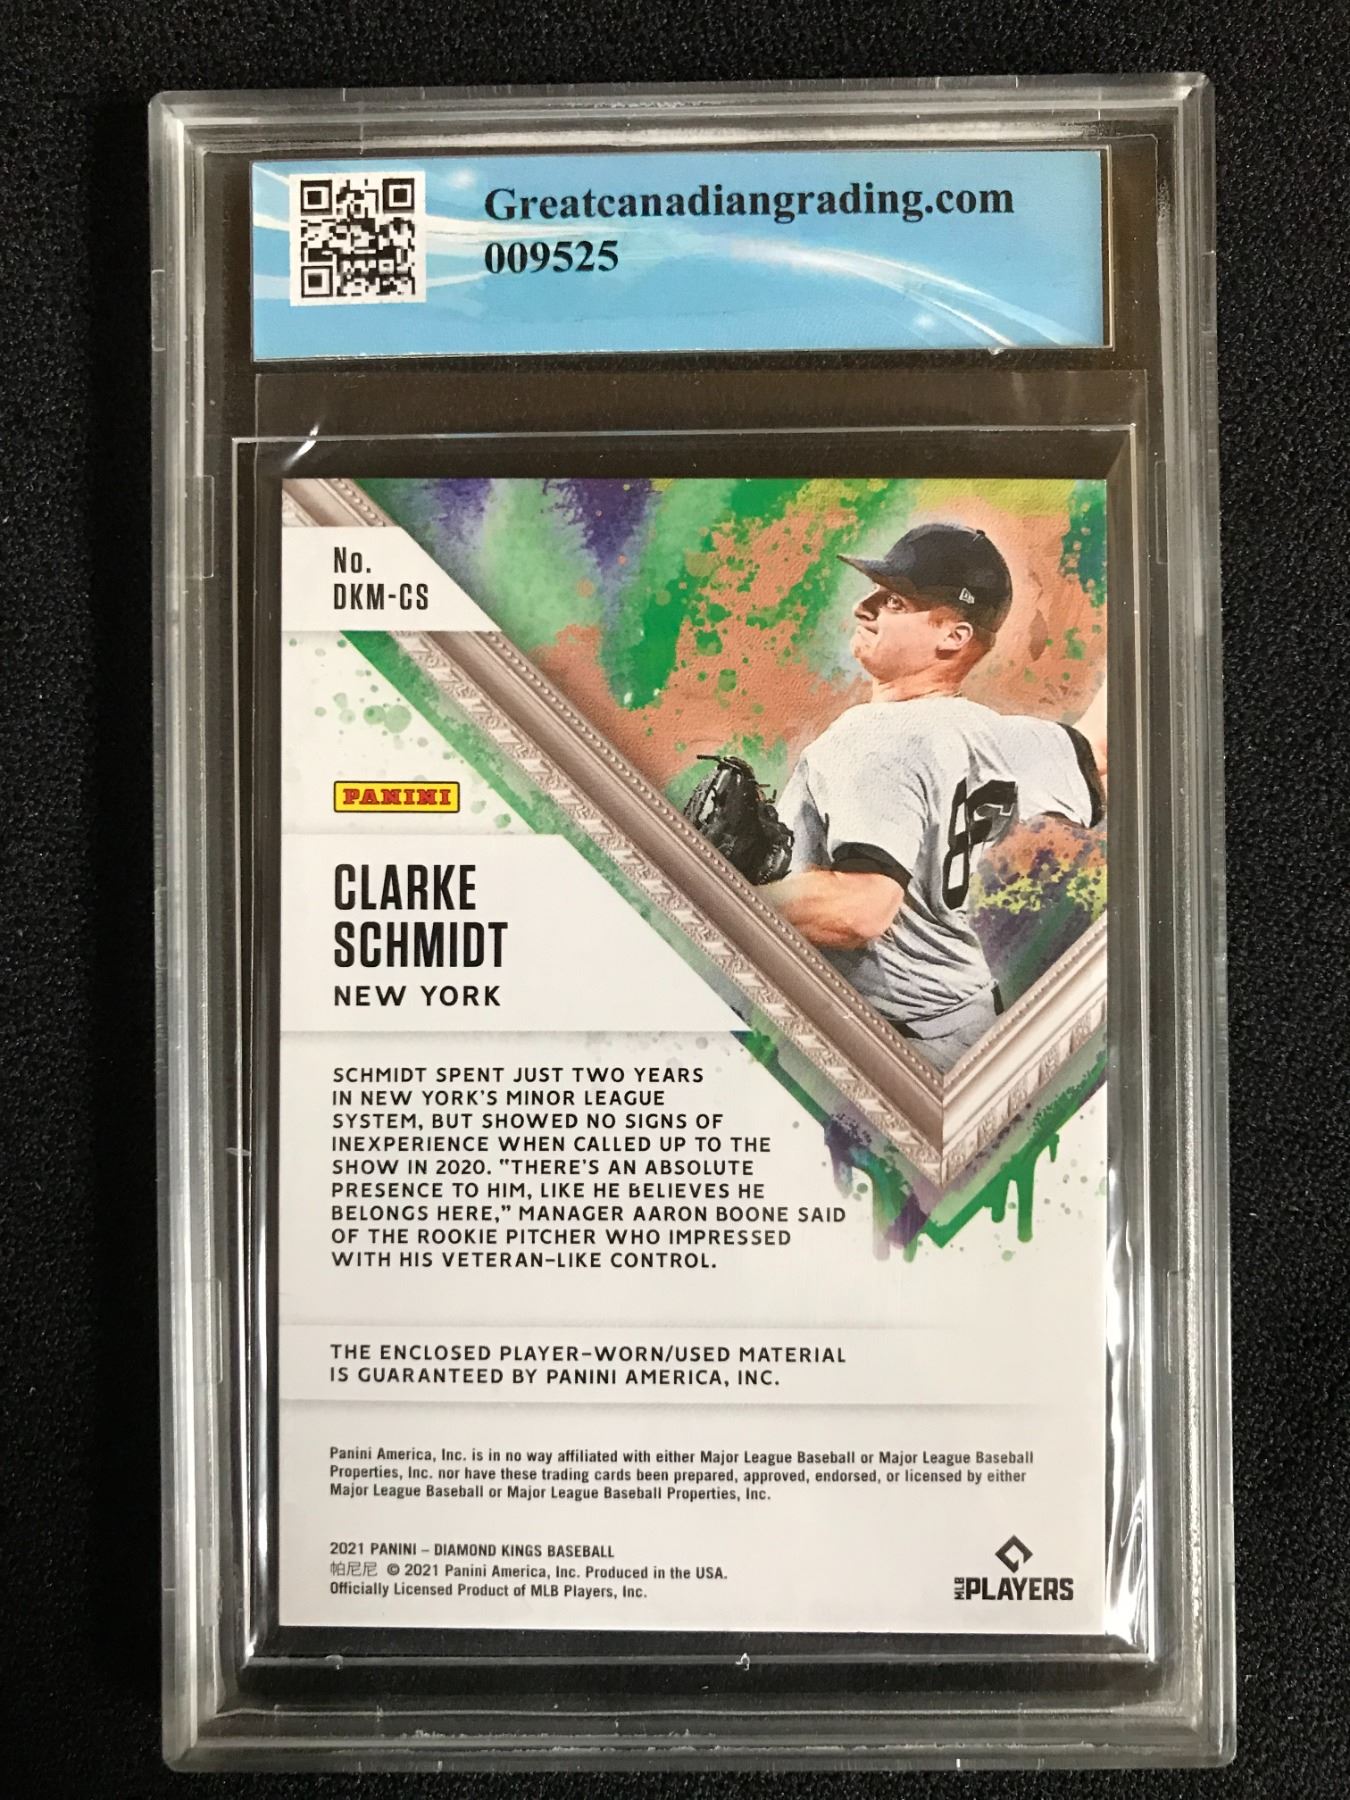 Greatcanadiangrading.com
009525
No.
DKM-CS
PANINI
CLARKE
SCHMIDT
NEW YORK
SCHMIDT SPENT JUST TWO YEARS
IN NEW YORK'S MINOR LEAGUE
SYSTEM, BUT SHOWED NO SIGNS OF
INEXPERIENCE WHEN CALLED UP TO THE
SHOW IN 2020. "THERE'S AN ABSOLUTE
PRESENCE TO HIM, LIKE HE BELIEVES HE
BELONGS HERE," MANAGER AARON BOONE SAID
OF THE ROOKIE PITCHER WHO IMPRESSED
WITH HIS VETERAN-LIKE CONTROL.
THE ENCLOSED PLAYER-WORN/USED MATERIAL
IS GUARANTEED BY PANINI AMERICA, INC.
Panini America, Inc. is in no way affiliated with either Major League Baseball or Major League Baseball
Properties, Inc. nor have these trading cards been prepared, approved, endorsed, or licensed by either
Major League Baseball or Major League Baseball Properties, Inc.
2021 PANINI – DIAMOND KINGS BASEBALL
帕尼尼 © 2021 Panini America, Inc. Produced in the USA.
Officially Licensed Product of MLB Players, Inc.
MLB PLAYERS